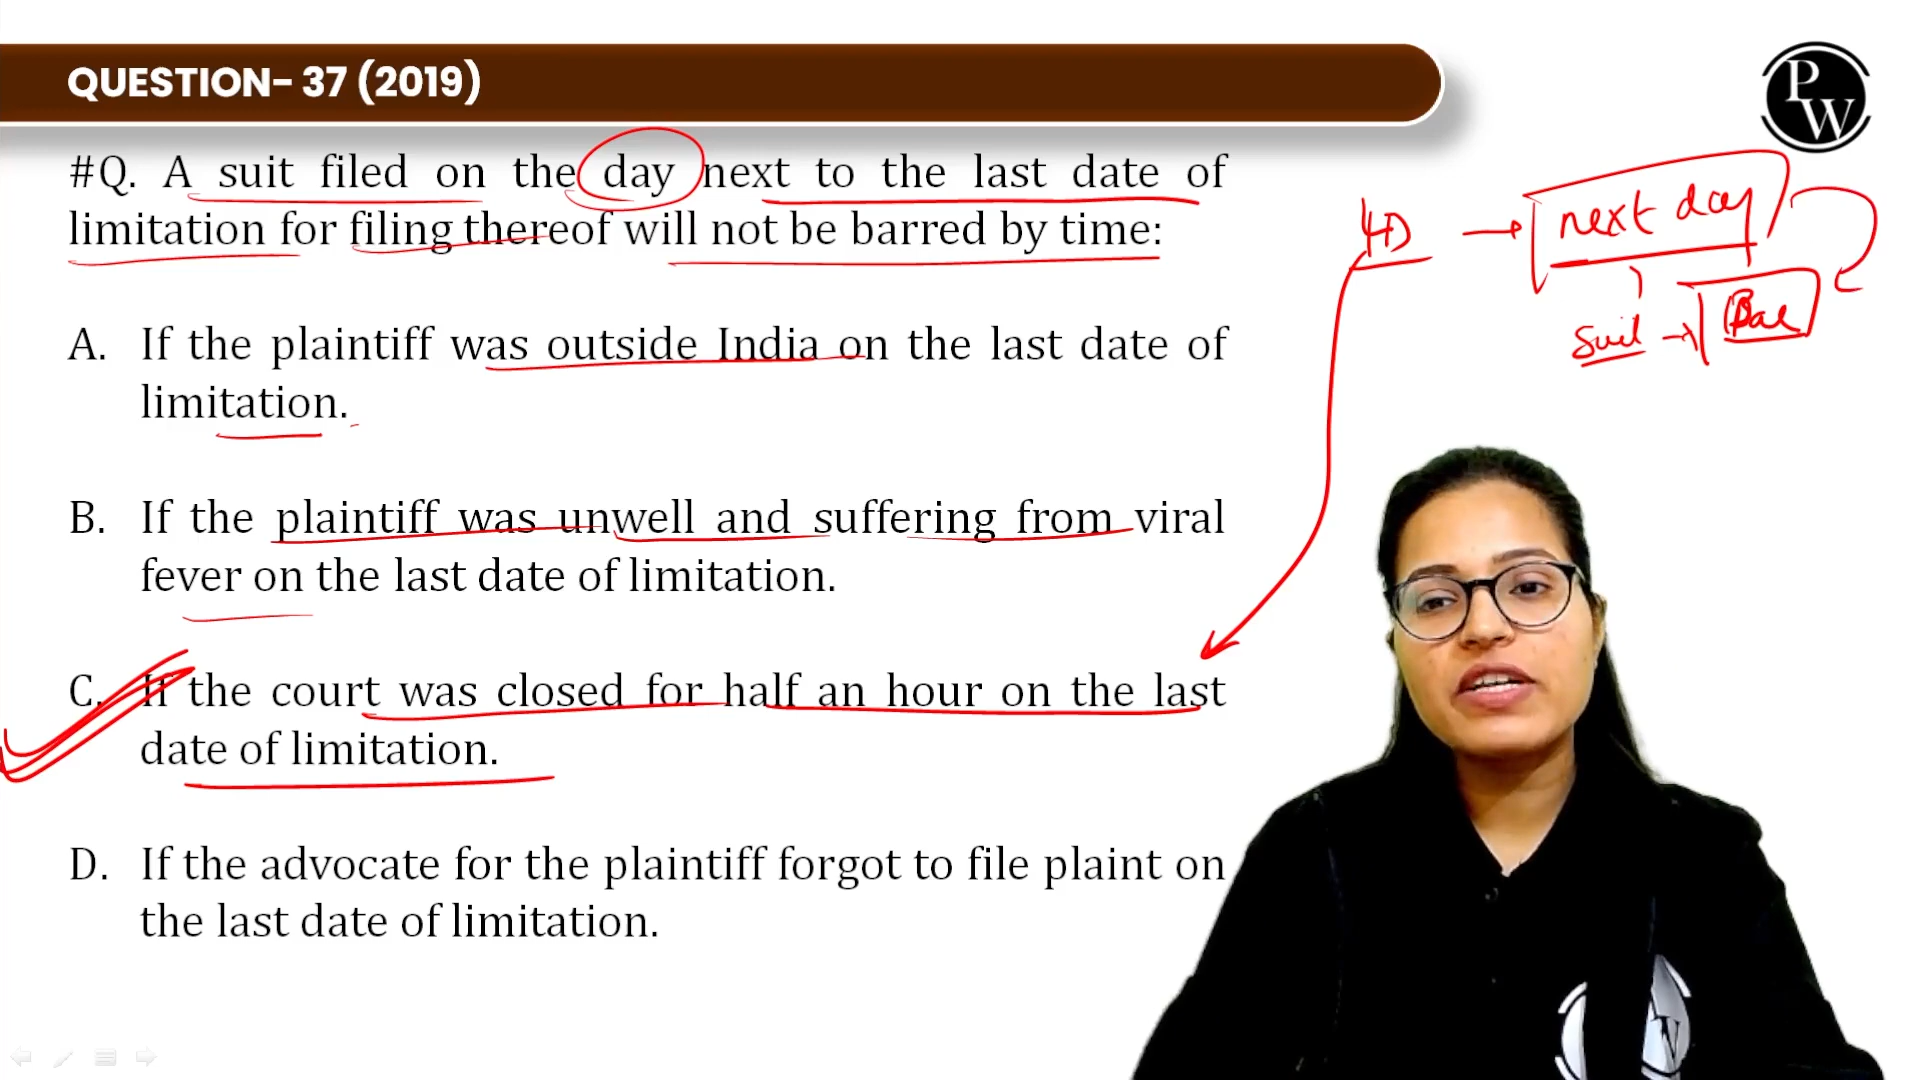 QUESTION- 37 (2019)
PW
#Q. A suit filed on the day next to the last date of
limitation for filing thereof will not be barred by time:
LD → next day
suit → Bar
A. If the plaintiff was outside India on the last date of
limitation.
B. If the plaintiff was unwell and suffering from viral
fever on the last date of limitation.
C. If the court was closed for half an hour on the last
date of limitation.
D. If the advocate for the plaintiff forgot to file plaint on
the last date of limitation.
W